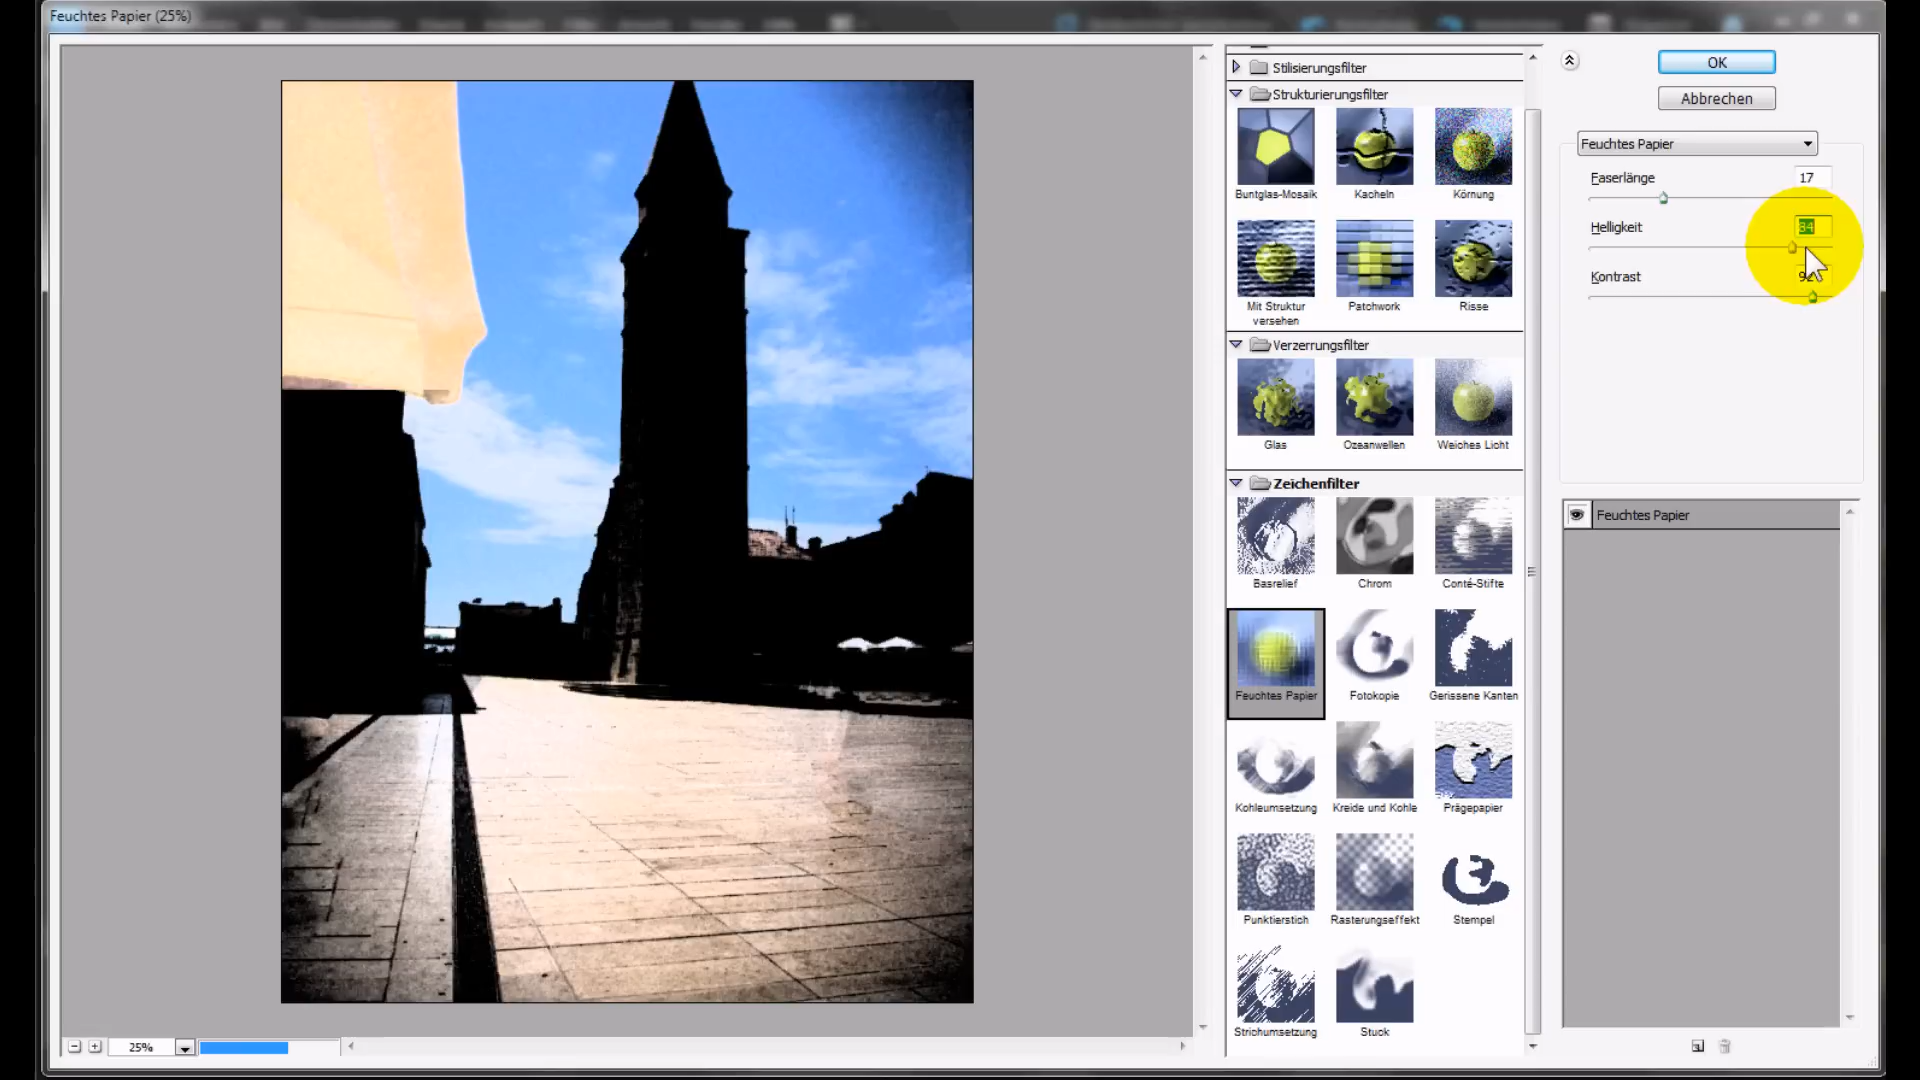 Feuchtes Papier (25%)
Stilisierungsfilter
Strukturierungsfilter
Buntglas-Mosaik
Kacheln
Körnung
Mit Struktur
versehen
Patchwork
Risse
Verzerrungsfilter
Glas
Ozeanwellen
Weiches Licht
Zeichenfilter
Basrelief
Chrom
Conté-Stifte
Feuchtes Papier
Fotokopie
Gerissene Kanten
Kohleumsetzung
Kreide und Kohle
Prägepapier
Punktierstich
Rasterungseffekt
Stempel
Strichumsetzung
Stuck
OK
Abbrechen
Feuchtes Papier
Faserlänge
17
Helligkeit
84
Kontrast
Feuchtes Papier
25%